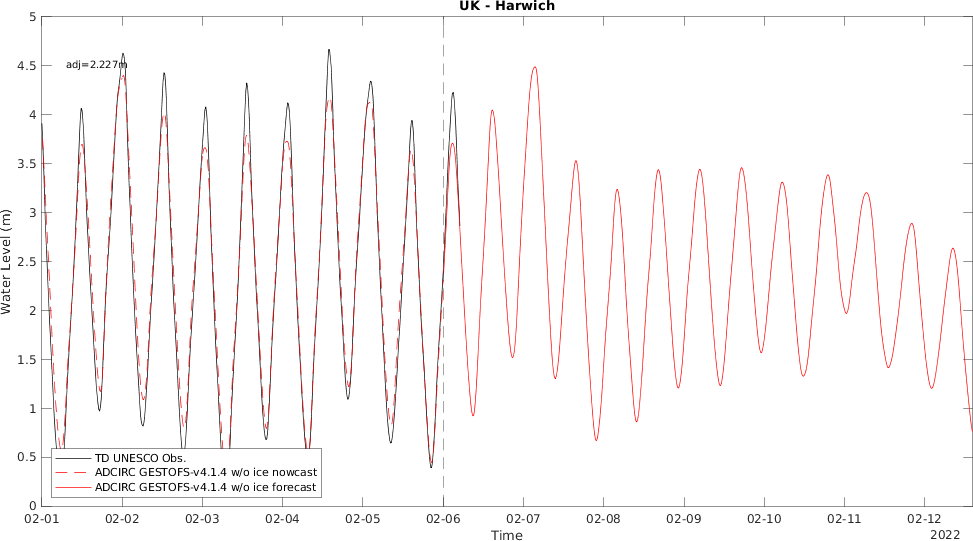 UK - Harwich
adj=2.227m
Water Level (m)
5
4.5
4
3.5
3
2.5
2
1.5
1
0.5
0
TD UNESCO Obs.
ADCIRC GESTOFS-v4.1.4 w/o ice nowcast
ADCIRC GESTOFS-v4.1.4 w/o ice forecast
02-01 02-02 02-03 02-04 02-05 02-06 02-07 02-08 02-09 02-10 02-11 02-12
Time
2022